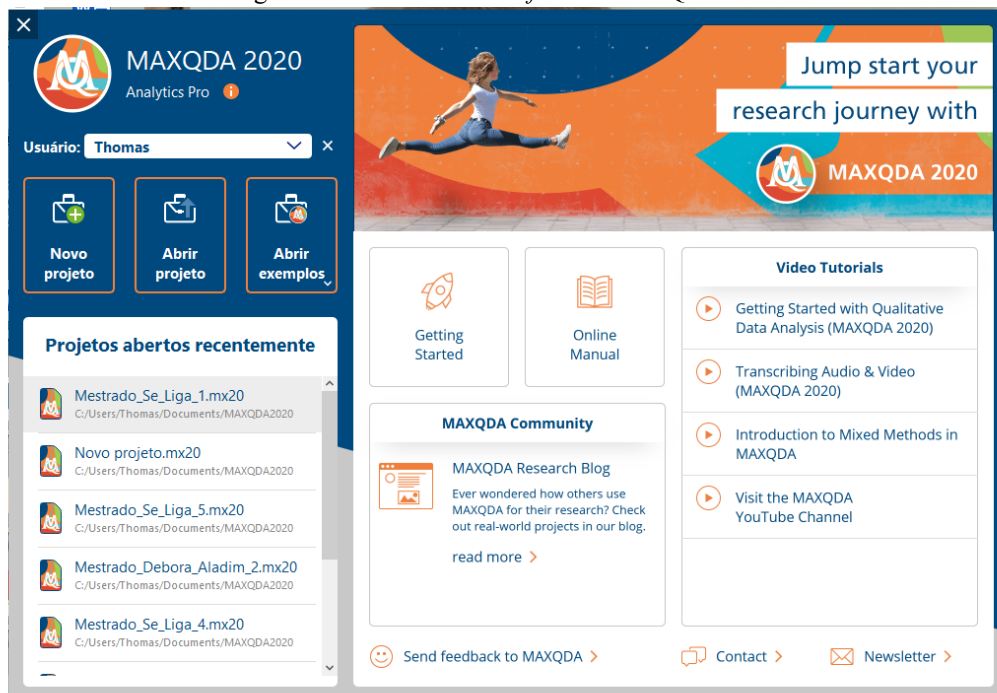 MAXQDA 2020
Analytics Pro
Usuário: Thomas
Novo
projeto
Abrir
projeto
Abrir
exemplos
Projetos abertos recentemente
Mestrado_Se_Liga_1.mx20
C:/Users/Thomas/Documents/MAXQDA2020
Novo projeto.mx20
C:/Users/Thomas/Documents/MAXQDA2020
Mestrado_Se_Liga_5.mx20
C:/Users/Thomas/Documents/MAXQDA2020
Mestrado_Debora_Aladim_2.mx20
C:/Users/Thomas/Documents/MAXQDA2020
Mestrado_Se_Liga_4.mx20
C:/Users/Thomas/Documents/MAXQDA2020
Jump start your
research journey with
MAXQDA 2020
Getting
Started
Online
Manual
MAXQDA Community
MAXQDA Research Blog
Ever wondered how others use
MAXQDA for their research? Check
out real-world projects in our blog.
read more >
Video Tutorials
Getting Started with Qualitative
Data Analysis (MAXQDA 2020)
Transcribing Audio & Video
(MAXQDA 2020)
Introduction to Mixed Methods in
MAXQDA
Visit the MAXQDA
YouTube Channel
Send feedback to MAXQDA >
Contact >
Newsletter >